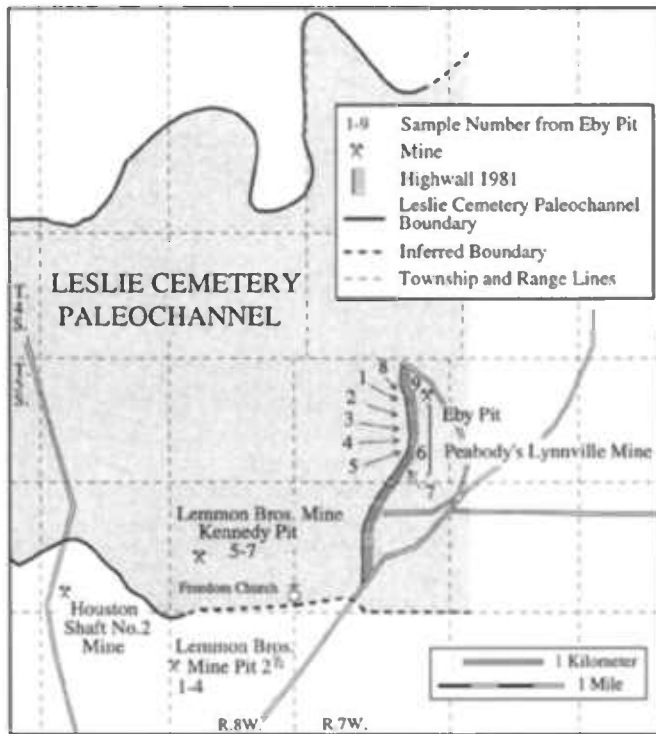 1-9 Sample Number from Eby Pit
Mine
Highwall 1981
Leslie Cemetery Paleochannel
Boundary
Inferred Boundary
Township and Range Lines
LESLIE CEMETERY
PALEOCHANNEL
8
1
9
2
3
4
5
6
7
Eby Pit
Peabody's Lynnville Mine
Lemmon Bros. Mine
Kennedy Pit
5-7
Freedom Church
Houston
Shaft No.2
Mine
Lemmon Bros.
Mine Pit 2
1-4
1 Kilometer
1 Mile
R.8W. R.7W.